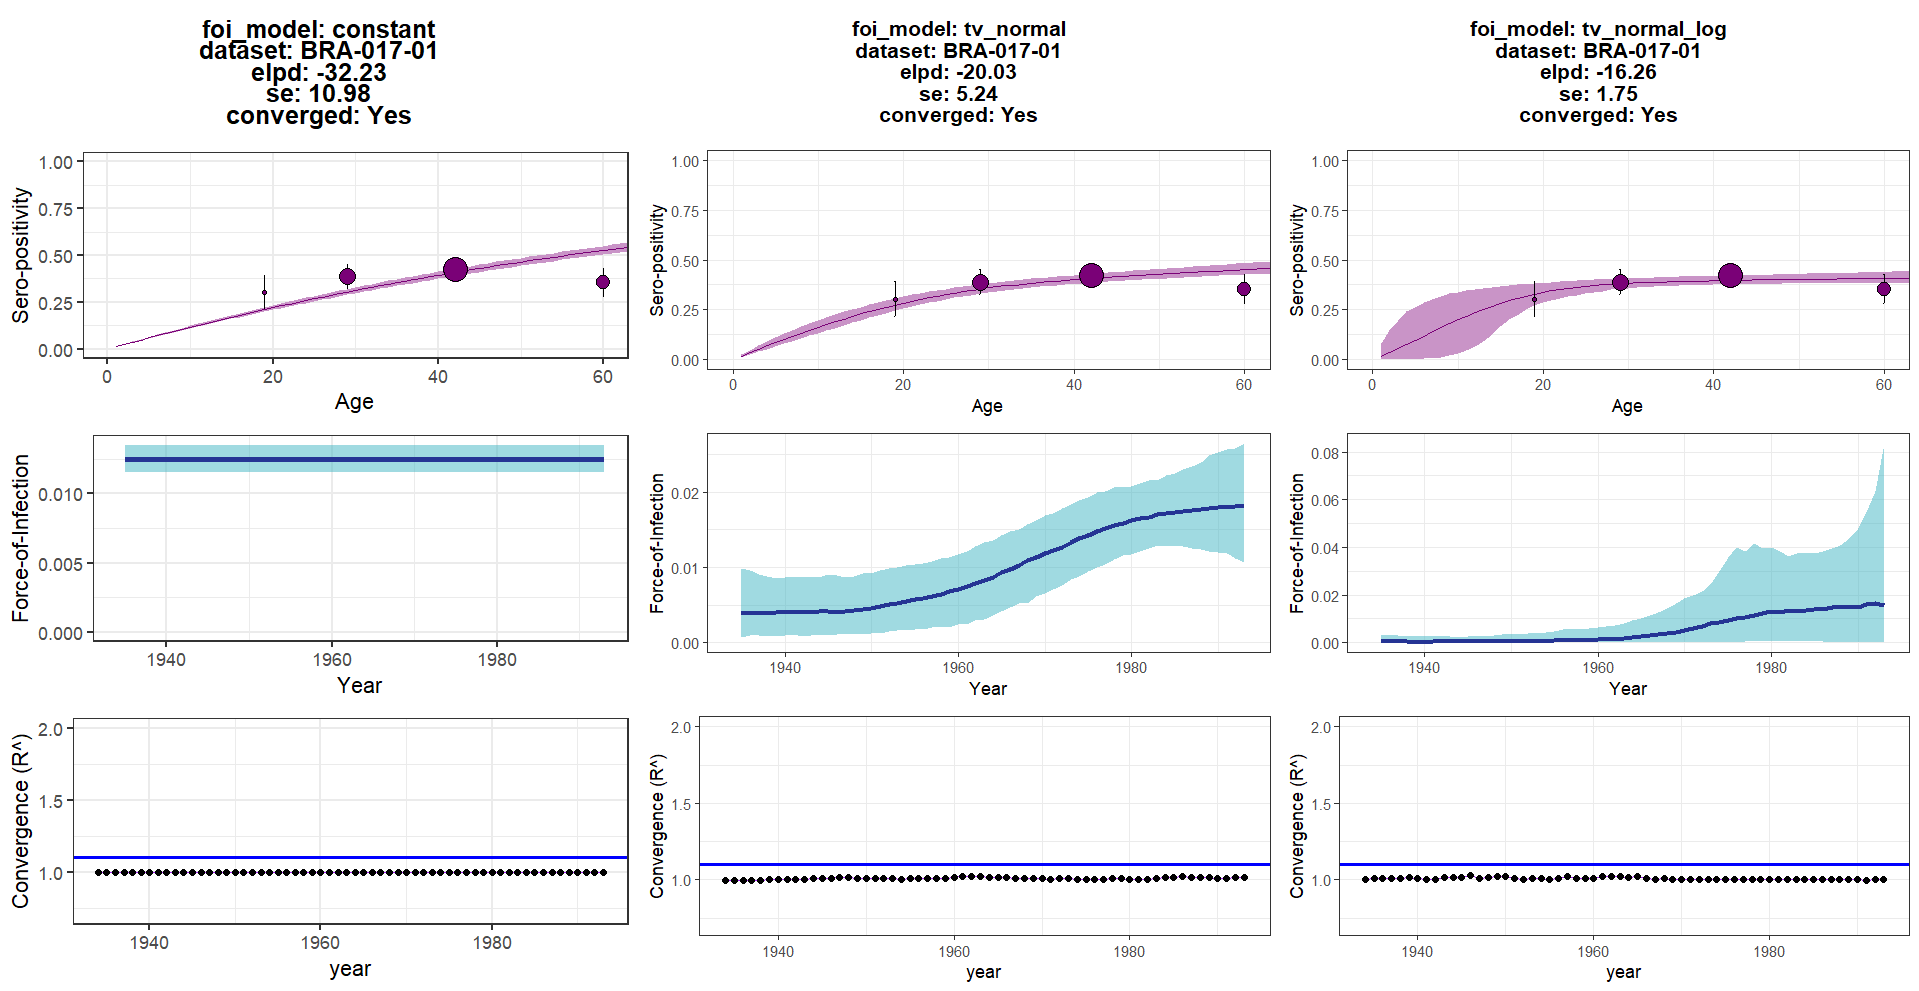 foi_model: constant
dataset: BRA-017-01
elpd: -32.23
se: 10.98
converged: Yes
1.00
0.75
0.50
0.25
0.00
Sero-positivity
0 20 40 60
Age
0.010
0.005
0.000
Force-of-Infection
1940 1960 1980
Year
2.0
1.5
1.0
Convergence (R^)
1940 1960 1980
year
foi_model: tv_normal
dataset: BRA-017-01
elpd: -20.03
se: 5.24
converged: Yes
1.00
0.75
0.50
0.25
0.00
Sero-positivity
0 20 40 60
Age
0.02
0.01
0.00
Force-of-Infection
1940 1960 1980
Year
2.0
1.5
1.0
Convergence (R^)
1940 1960 1980
year
foi_model: tv_normal_log
dataset: BRA-017-01
elpd: -16.26
se: 1.75
converged: Yes
1.00
0.75
0.50
0.25
0.00
Sero-positivity
0 20 40 60
Age
0.08
0.06
0.04
0.02
0.00
Force-of-Infection
1940 1960 1980
Year
2.0
1.5
1.0
Convergence (R^)
1940 1960 1980
year